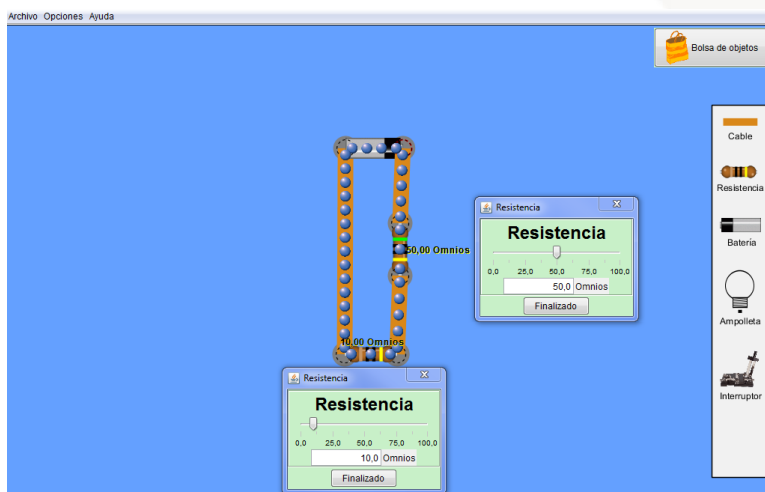 Archivo Opciones Ayuda
Bolsa de objetos
Cable
Resistencia
Batería
Ampolleta
Interruptor
50,00 Omnios
Resistencia
Resistencia
0,0 25,0 50,0 75,0 100,0
50,0 Omnios
Finalizado
10,00 Omnios
Resistencia
Resistencia
0,0 25,0 50,0 75,0 100,0
10,0 Omnios
Finalizado